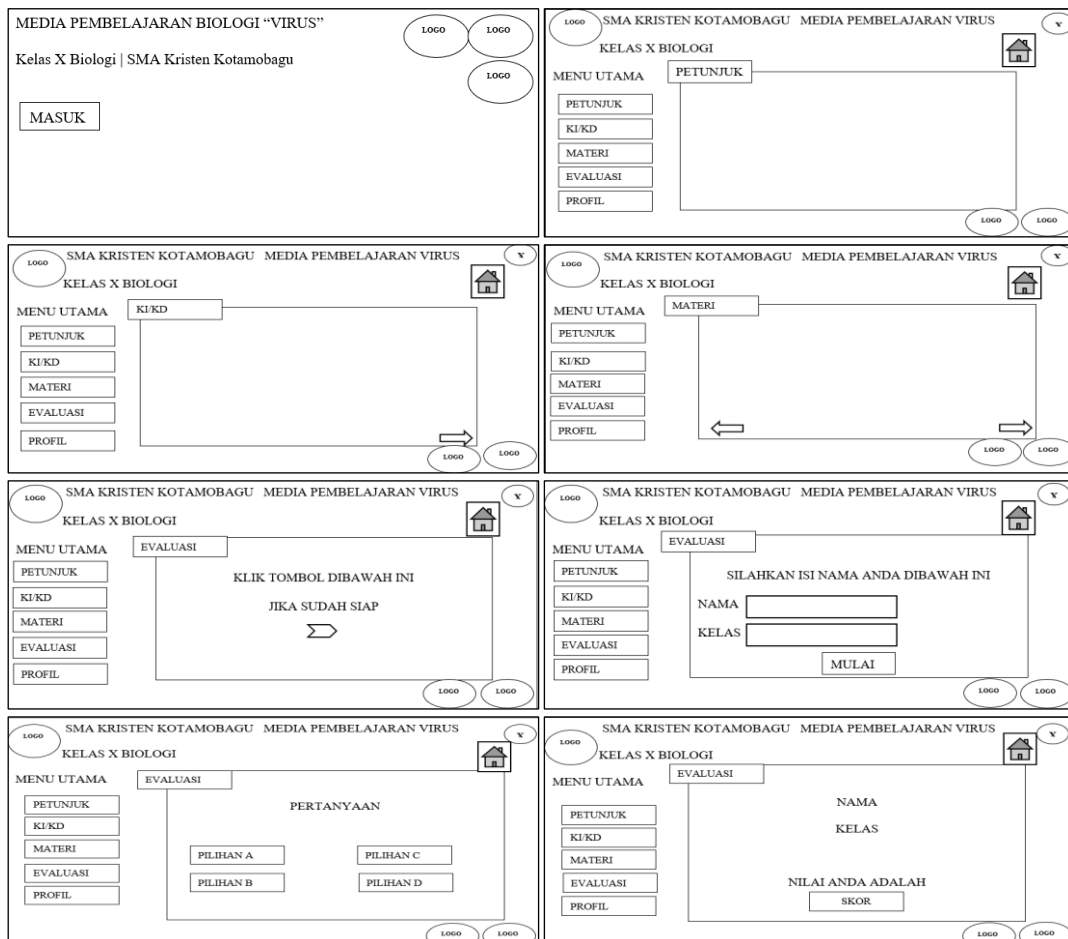 MEDIA PEMBELAJARAN BIOLOGI “VIRUS”
Kelas X Biologi | SMA Kristen Kotamobagu
LOGO
LOGO
LOGO
MASUK
LOGO
SMA KRISTEN KOTAMOBAGU MEDIA PEMBELAJARAN VIRUS
X
KELAS X BIOLOGI
MENU UTAMA
PETUNJUK
PETUNJUK
KI/KD
MATERI
EVALUASI
PROFIL
LOGO
LOGO
LOGO
SMA KRISTEN KOTAMOBAGU MEDIA PEMBELAJARAN VIRUS
X
KELAS X BIOLOGI
MENU UTAMA
KI/KD
PETUNJUK
KI/KD
MATERI
EVALUASI
PROFIL
LOGO
LOGO
LOGO
SMA KRISTEN KOTAMOBAGU MEDIA PEMBELAJARAN VIRUS
X
KELAS X BIOLOGI
MENU UTAMA
MATERI
PETUNJUK
KI/KD
MATERI
EVALUASI
PROFIL
LOGO
LOGO
LOGO
SMA KRISTEN KOTAMOBAGU MEDIA PEMBELAJARAN VIRUS
X
KELAS X BIOLOGI
MENU UTAMA
EVALUASI
PETUNJUK
KI/KD
MATERI
EVALUASI
PROFIL
KLIK TOMBOL DIBAWAH INI
JIKA SUDAH SIAP
LOGO
LOGO
LOGO
SMA KRISTEN KOTAMOBAGU MEDIA PEMBELAJARAN VIRUS
X
KELAS X BIOLOGI
MENU UTAMA
EVALUASI
PETUNJUK
KI/KD
MATERI
EVALUASI
PROFIL
SILAHKAN ISI NAMA ANDA DIBAWAH INI
NAMA
KELAS
MULAI
LOGO
LOGO
LOGO
SMA KRISTEN KOTAMOBAGU MEDIA PEMBELAJARAN VIRUS
X
KELAS X BIOLOGI
MENU UTAMA
EVALUASI
PETUNJUK
KI/KD
MATERI
EVALUASI
PROFIL
PERTANYAAN
PILIHAN A
PILIHAN C
PILIHAN B
PILIHAN D
LOGO
LOGO
LOGO
SMA KRISTEN KOTAMOBAGU MEDIA PEMBELAJARAN VIRUS
X
KELAS X BIOLOGI
MENU UTAMA
EVALUASI
PETUNJUK
KI/KD
MATERI
EVALUASI
PROFIL
NAMA
KELAS
NILAI ANDA ADALAH
SKOR
LOGO
LOGO